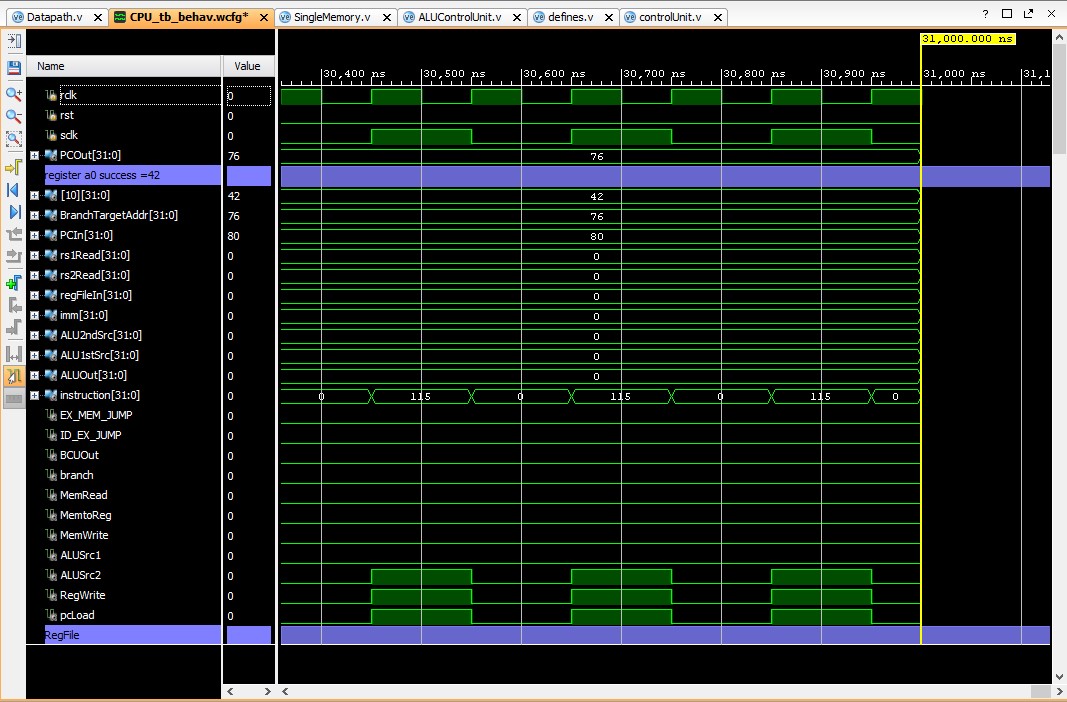 Datapath.v CPU_tb_behav.wcfg* SingleMemory.v ALUControlUnit.v defines.v controlUnit.v
31,000.000 ns
Name Value
30,400 ns 30,500 ns 30,600 ns 30,700 ns 30,800 ns 30,900 ns 31,000 ns 31,1
rclk 0
rst 0
sclk 0
PCOut[31:0] 76 76
register a0 success =42
[10][31:0] 42 42
BranchTargetAddr[31:0] 76 76
PCIn[31:0] 80 80
rs1Read[31:0] 0 0
rs2Read[31:0] 0 0
regFileIn[31:0] 0 0
imm[31:0] 0 0
ALU2ndSrc[31:0] 0 0
ALU1stSrc[31:0] 0 0
ALUOut[31:0] 0 0
instruction[31:0] 0 0 115 0 115 0 115 0
EX_MEM_JUMP 0
ID_EX_JUMP 0
BCUOut 0
branch 0
MemRead 0
MemtoReg 0
MemWrite 0
ALUSrc1 0
ALUSrc2 0
RegWrite 0
pcLoad 0
RegFile